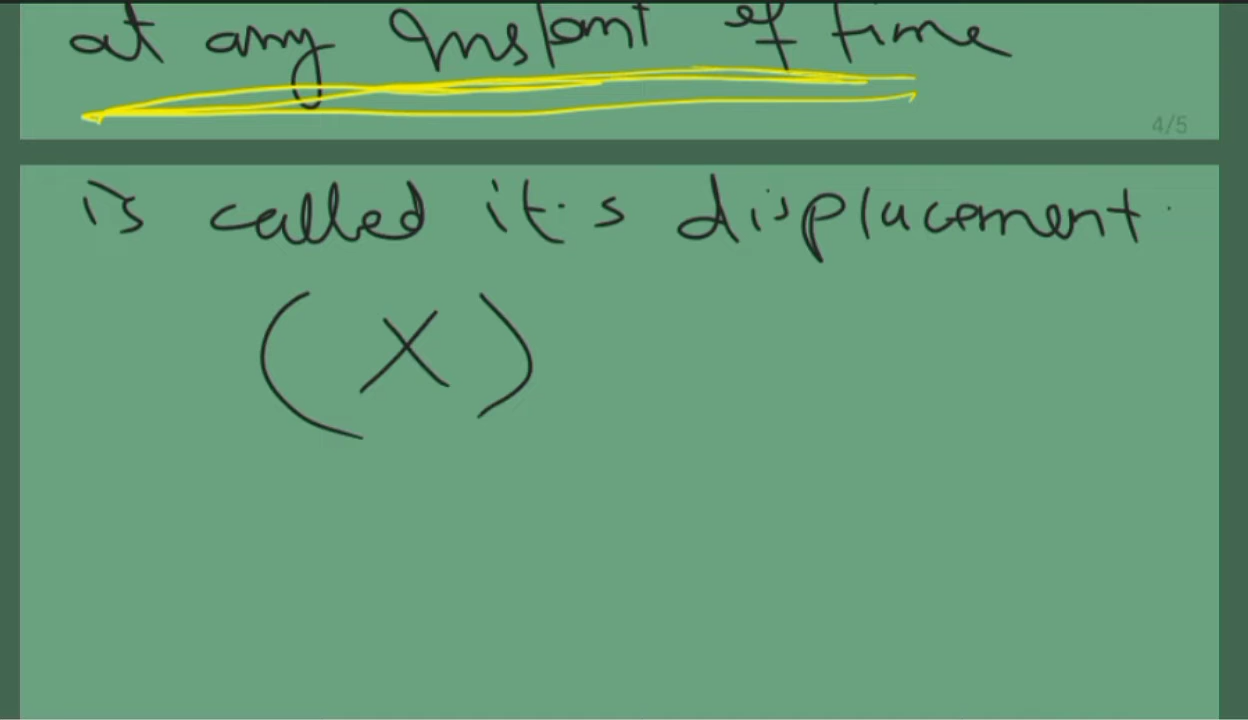 at any instant of time
4/5
is called it's displacement.
(X)